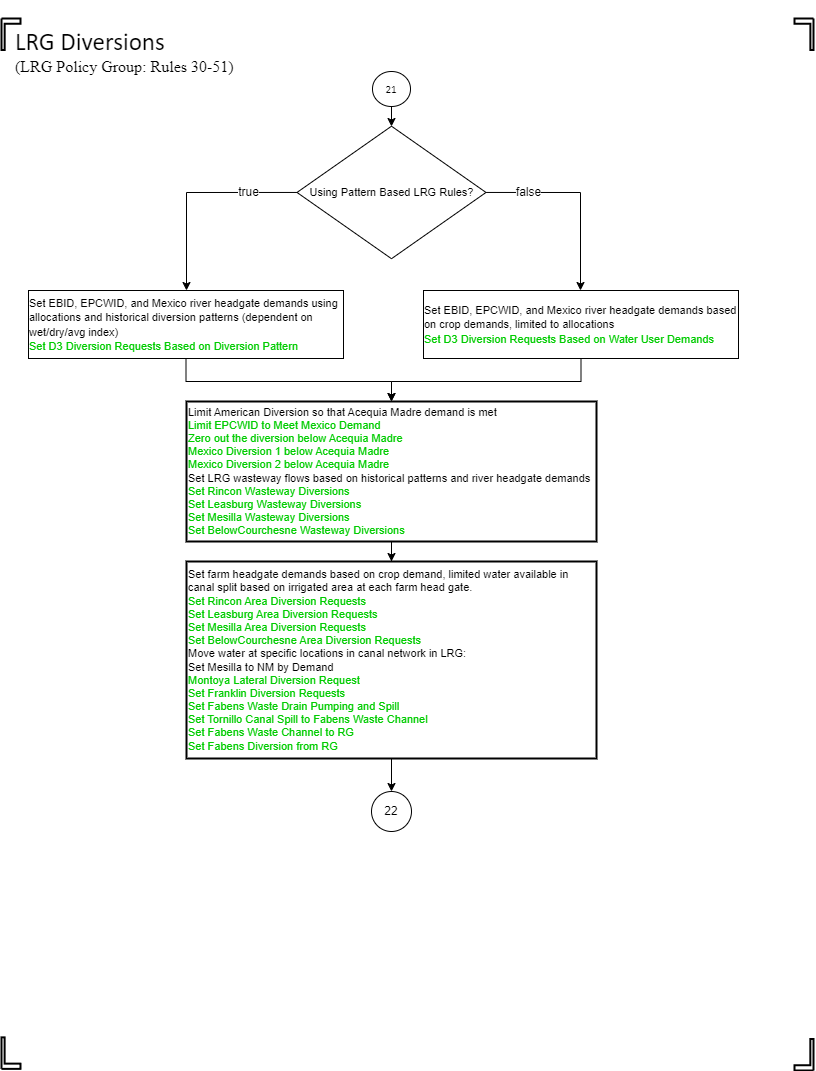 LRG Diversions
(LRG Policy Group: Rules 30-51)
21
Using Pattern Based LRG Rules?
true
false
Set EBID, EPCWID, and Mexico river headgate demands using
allocations and historical diversion patterns (dependent on
wet/dry/avg index)
Set D3 Diversion Requests Based on Diversion Pattern
Set EBID, EPCWID, and Mexico river headgate demands based
on crop demands, limited to allocations
Set D3 Diversion Requests Based on Water User Demands
Limit American Diversion so that Acequia Madre demand is met
Limit EPCWID to Meet Mexico Demand
Zero out the diversion below Acequia Madre
Mexico Diversion 1 below Acequia Madre
Mexico Diversion 2 below Acequia Madre
Set LRG wasteway flows based on historical patterns and river headgate demands
Set Rincon Wasteway Diversions
Set Leasburg Wasteway Diversions
Set Mesilla Wasteway Diversions
Set BelowCourchesne Wasteway Diversions
Set farm headgate demands based on crop demand, limited water available in
canal split based on irrigated area at each farm head gate.
Set Rincon Area Diversion Requests
Set Leasburg Area Diversion Requests
Set Mesilla Area Diversion Requests
Set BelowCourchesne Area Diversion Requests
Move water at specific locations in canal network in LRG:
Set Mesilla to NM by Demand
Montoya Lateral Diversion Request
Set Franklin Diversion Requests
Set Fabens Waste Drain Pumping and Spill
Set Tornillo Canal Spill to Fabens Waste Channel
Set Fabens Waste Channel to RG
Set Fabens Diversion from RG
22